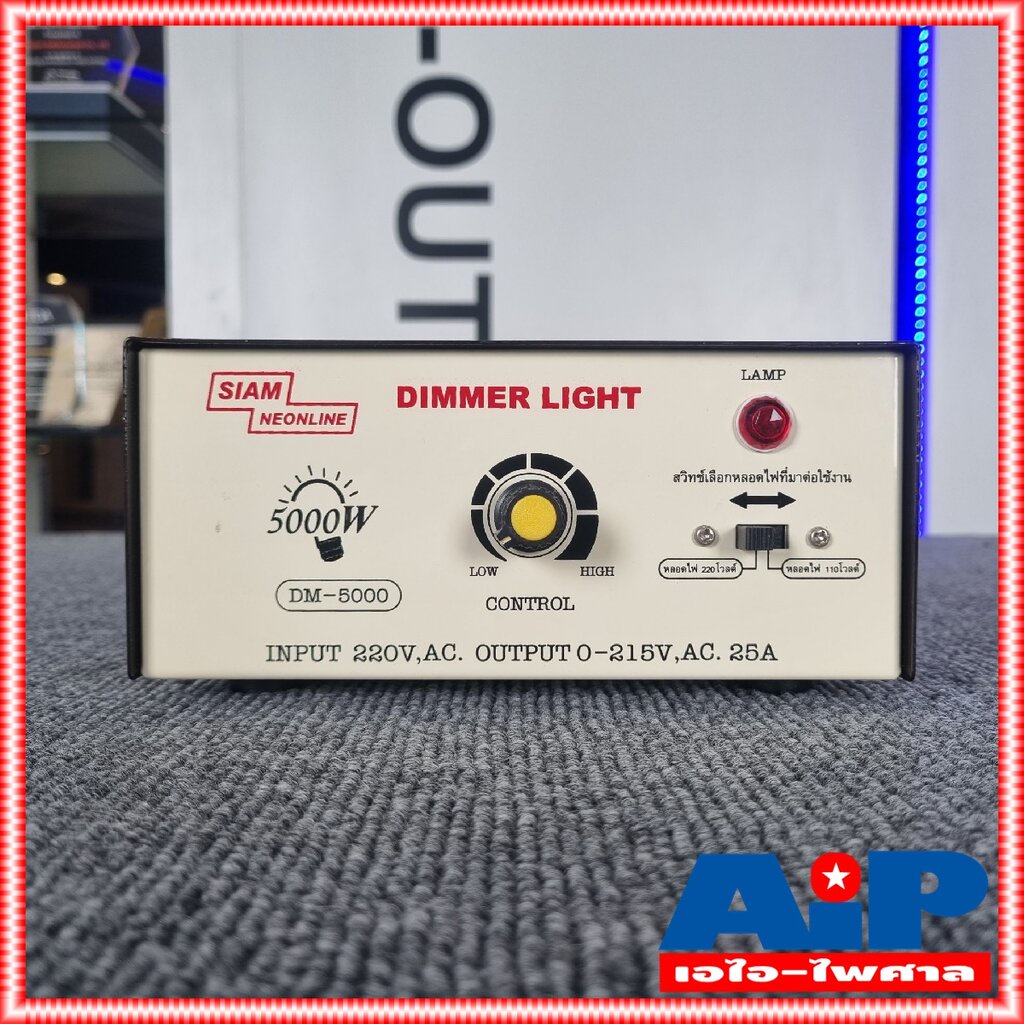 -OUT
SIAM
NEONLINE
DIMMER LIGHT
LAMP
สวิทช์เลือกหลอดไฟที่มาต่อใช้งาน
5000W
DM-5000
LOW
HIGH
CONTROL
หลอดไฟ 220โวลต์
หลอดไฟ 110โวลต์
INPUT 220V,AC. OUTPUT 0-215V,AC. 25A
AiP
เอไอ-ไพศาล